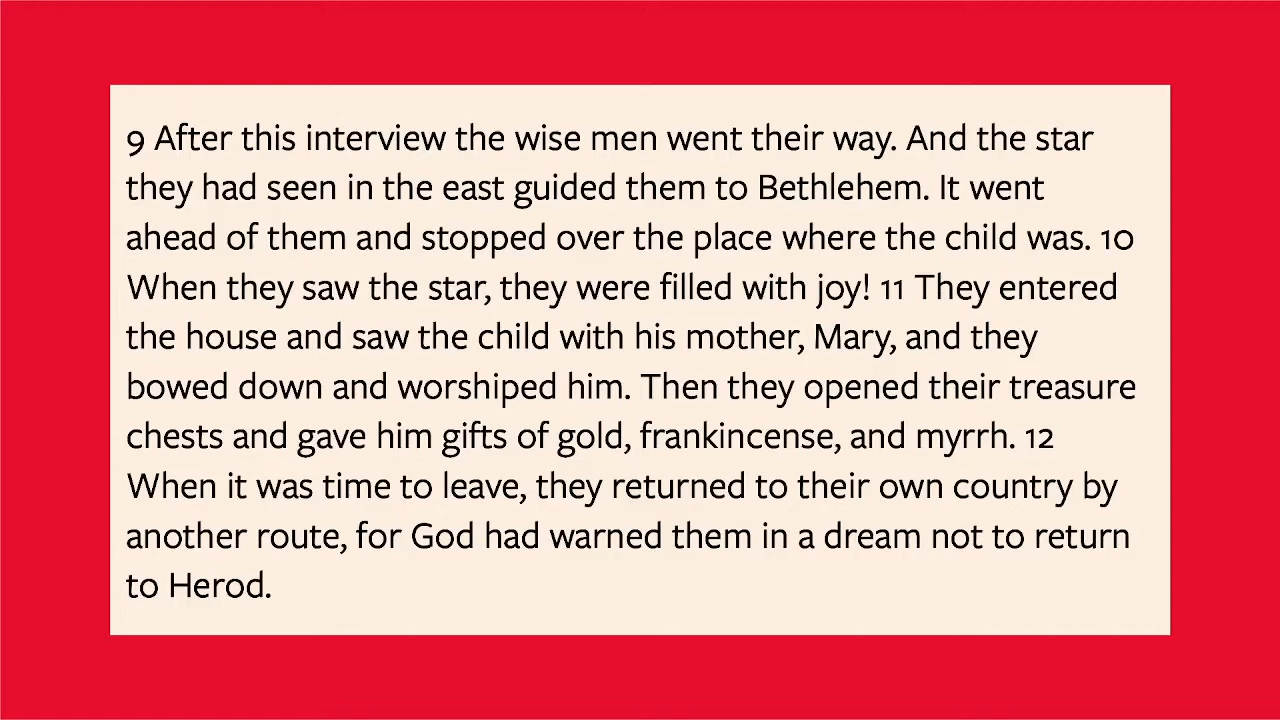 9 After this interview the wise men went their way. And the star
they had seen in the east guided them to Bethlehem. It went
ahead of them and stopped over the place where the child was. 10
When they saw the star, they were filled with joy! 11 They entered
the house and saw the child with his mother, Mary, and they
bowed down and worshiped him. Then they opened their treasure
chests and gave him gifts of gold, frankincense, and myrrh. 12
When it was time to leave, they returned to their own country by
another route, for God had warned them in a dream not to return
to Herod.